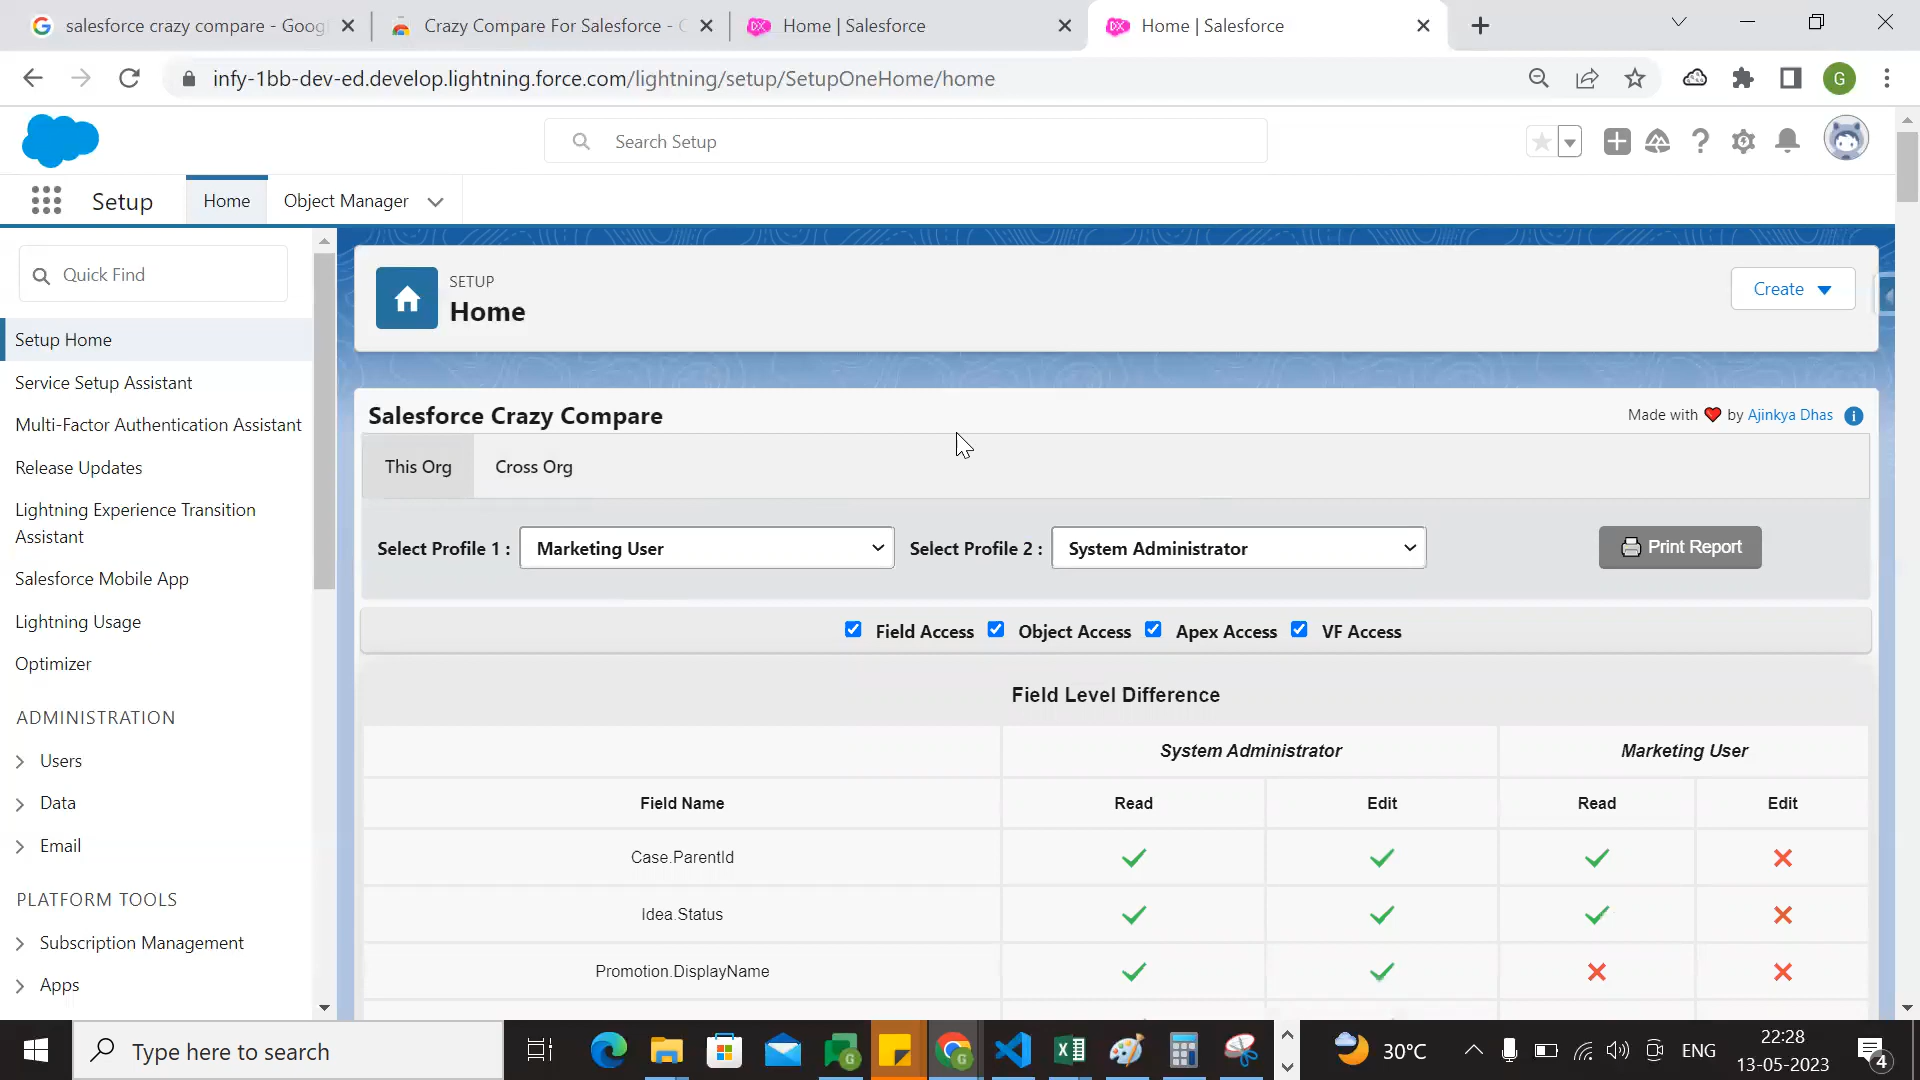 salesforce crazy compare - Goog
Crazy Compare For Salesforce -
Home | Salesforce
Home | Salesforce
infy-1bb-dev-ed.develop.lightning.force.com/lightning/setup/SetupOneHome/home
G
Search Setup
Setup
Home
Object Manager
Quick Find
Setup Home
Service Setup Assistant
Multi-Factor Authentication Assistant
Release Updates
Lightning Experience Transition
Assistant
Salesforce Mobile App
Lightning Usage
Optimizer
ADMINISTRATION
Users
Data
Email
PLATFORM TOOLS
Subscription Management
Apps
SETUP
Home
Create
Salesforce Crazy Compare
Made with ❤ by Ajinkya Dhas
This Org Cross Org
Select Profile 1 : Marketing User Select Profile 2 : System Administrator Print Report
Field Access Object Access Apex Access VF Access
Field Level Difference
System Administrator Marketing User
Field Name Read Edit Read Edit
Case.ParentId
Idea.Status
Promotion.DisplayName
Type here to search
30°C
ENG
22:28
13-05-2023
4